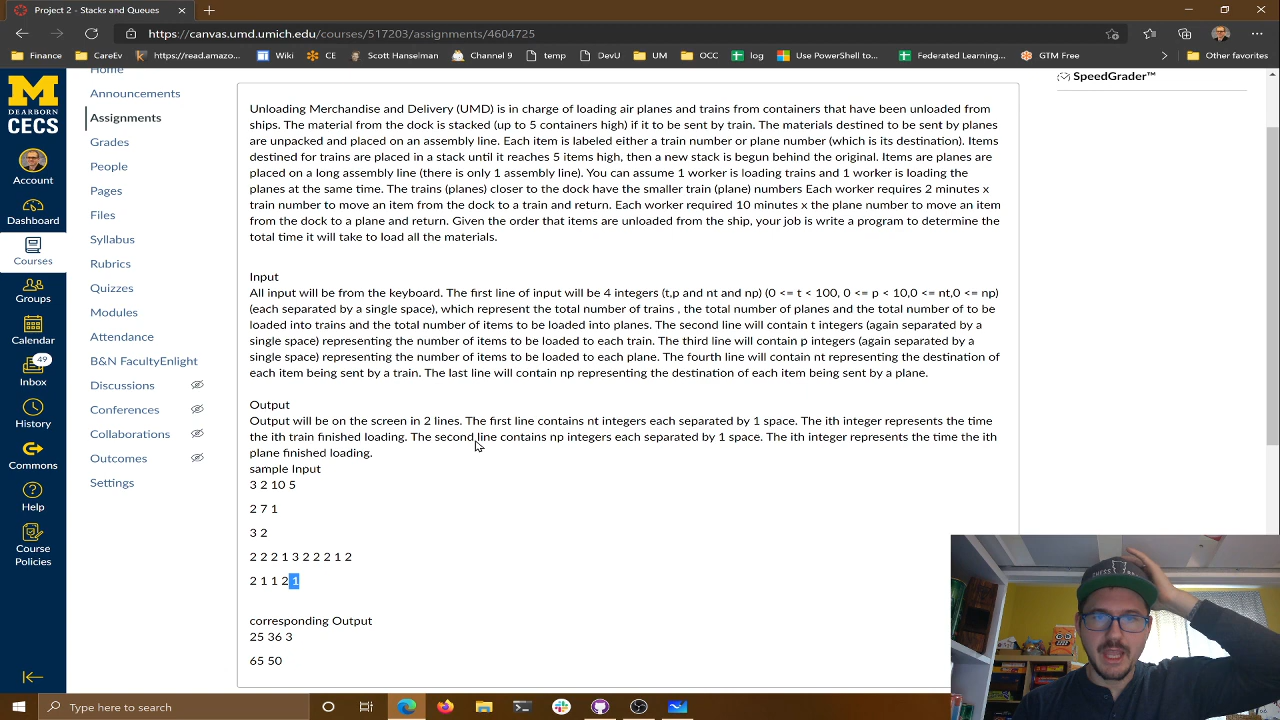 Project 2 - Stacks and Queues
https://canvas.umd.umich.edu/courses/517203/assignments/4604725
Finance CareEv https://read.amazo... Wiki CE Scott Hanselman Channel 9 temp DevU UM OCC log Use PowerShell to... Federated Learning... GTM Free Other favorites
M
DEARBORN
CECS
Account
Dashboard
Courses
Groups
Calendar
49
Inbox
History
Commons
Help
Course
Policies
Home
Announcements
Assignments
Grades
People
Pages
Files
Syllabus
Rubrics
Quizzes
Modules
Attendance
B&N FacultyEnlight
Discussions
Conferences
Collaborations
Outcomes
Settings
Unloading Merchandise and Delivery (UMD) is in charge of loading air planes and trains from containers that have been unloaded from
ships. The material from the dock is stacked (up to 5 containers high) if it to be sent by train. The materials destined to be sent by planes
are unpacked and placed on an assembly line. Each item is labeled either a train number or plane number (which is its destination). Items
destined for trains are placed in a stack until it reaches 5 items high, then a new stack is begun behind the original. Items are planes are
placed on a long assembly line (there is only 1 assembly line). You can assume 1 worker is loading trains and 1 worker is loading the
planes at the same time. The trains (planes) closer to the dock have the smaller train (plane) numbers Each worker requires 2 minutes x
train number to move an item from the dock to a train and return. Each worker required 10 minutes x the plane number to move an item
from the dock to a plane and return. Given the order that items are unloaded from the ship, your job is write a program to determine the
total time it will take to load all the materials.
Input
All input will be from the keyboard. The first line of input will be 4 integers (t,p and nt and np) (0 <= t < 100, 0 <= p < 10,0 <= nt,0 <= np)
(each separated by a single space), which represent the total number of trains , the total number of planes and the total number of to be
loaded into trains and the total number of items to be loaded into planes. The second line will contain t integers (again separated by a
single space) representing the number of items to be loaded to each train. The third line will contain p integers (again separated by a
single space) representing the number of items to be loaded to each plane. The fourth line will contain nt representing the destination of
each item being sent by a train. The last line will contain np representing the destination of each item being sent by a plane.
Output
Output will be on the screen in 2 lines. The first line contains nt integers each separated by 1 space. The ith integer represents the time
the ith train finished loading. The second line contains np integers each separated by 1 space. The ith integer represents the time the ith
plane finished loading.
sample Input
3 2 10 5
2 7 1
3 2
2 2 2 1 3 2 2 2 1 2
2 1 1 2 1
corresponding Output
25 36 3
65 50
SpeedGrader™
Type here to search